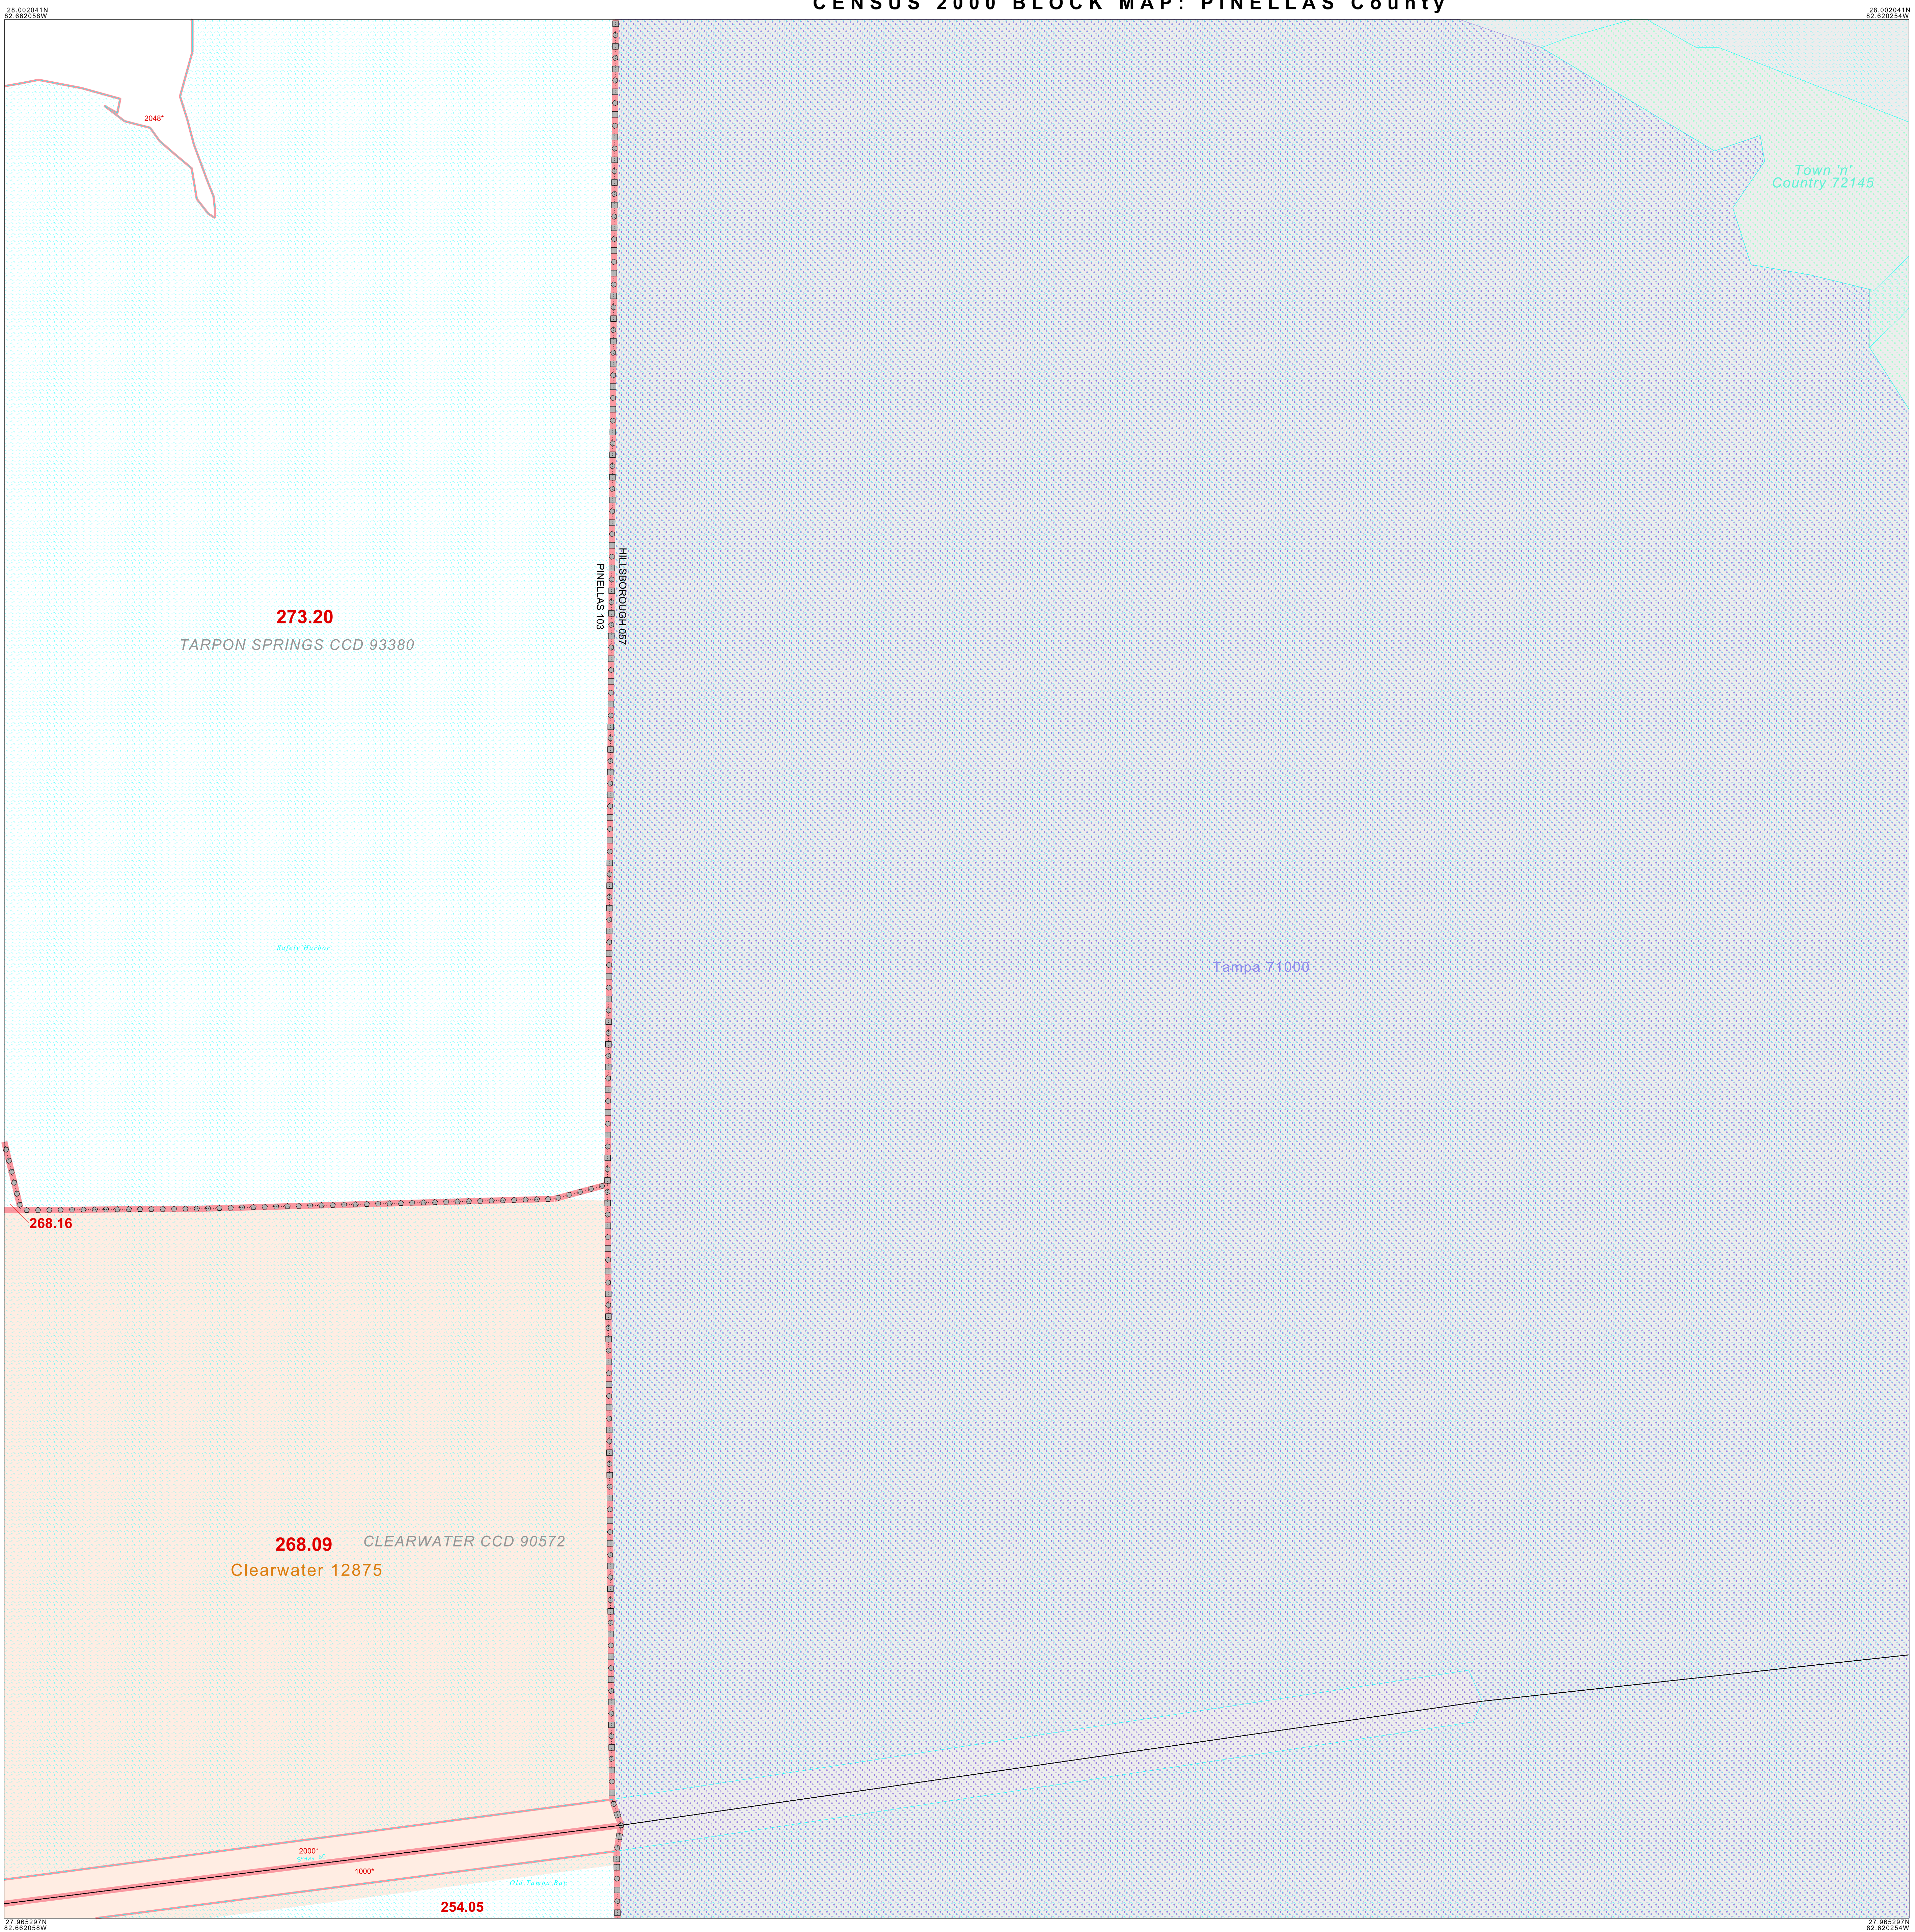 CENSUS 2000 BLOCK MAP: PINELLAS County
28.002041N
82.662058W
28.002041N
82.620254W
2048*
Town 'n'
Country 72145
HILLSBOROUGH 057
PINELLAS 103
273.20
TARPON SPRINGS CCD 93380
Safety Harbor
Tampa 71000
268.16
268.09
CLEARWATER CCD 90572
Clearwater 12875
2000*
1000*
Old Tampa Bay
254.05
27.965297N
82.662058W
27.965297N
82.620254W